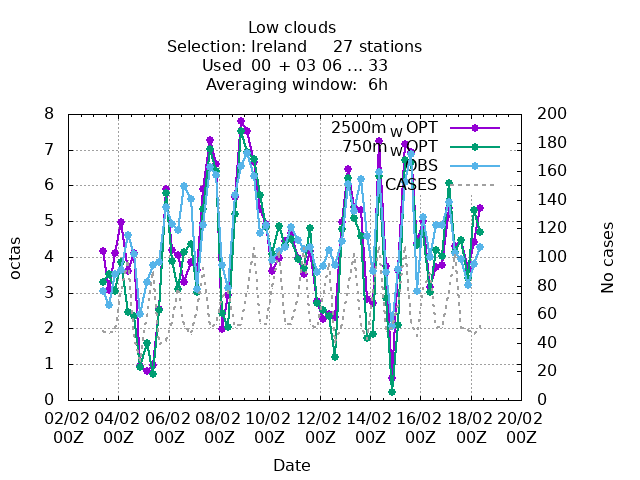 Low clouds
Selection: Ireland 27 stations
Used 00 + 03 06 ... 33
Averaging window: 6h
2500m_W OPT
750m_W OPT
OBS
CASES
octas
8
7
6
5
4
3
2
1
0
No cases
200
180
160
140
120
100
80
60
40
20
0
02/02 04/02 06/02 08/02 10/02 12/02 14/02 16/02 18/02 20/02
00Z 00Z 00Z 00Z 00Z 00Z 00Z 00Z 00Z 00Z
Date